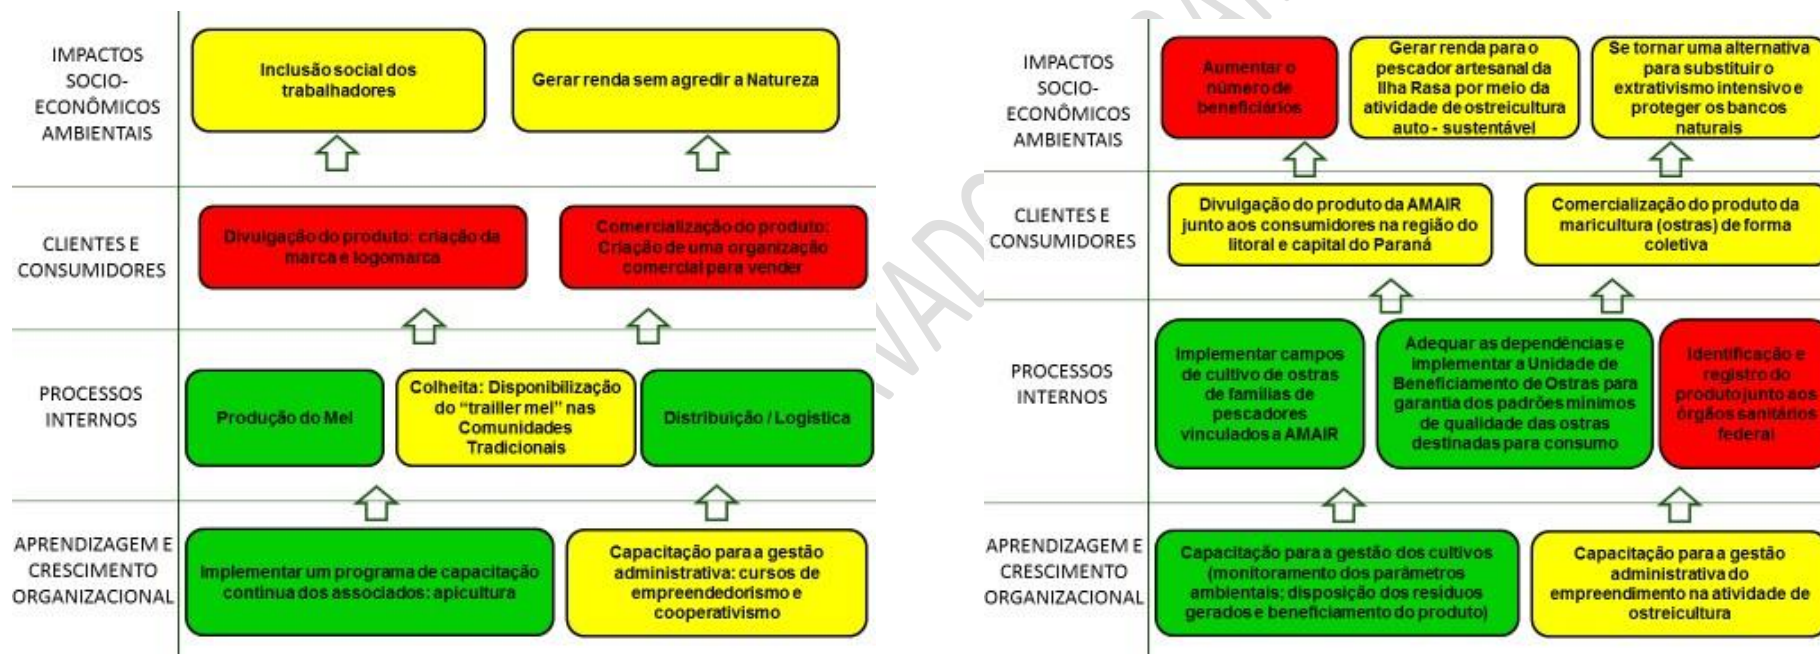 IMPACTOS
SOCIO-
ECONÔMICOS
AMBIENTAIS
Inclusão social dos
trabalhadores
Gerar renda sem agredir a Natureza
CLIENTES E
CONSUMIDORES
Divulgação do produto: criação da
marca e logomarca
Comercialização do produto:
Criação de uma organização
comercial para vender
PROCESSOS
INTERNOS
Produção do Mel
Colheita: Disponibilização
do “trailler mel” nas
Comunidades
Tradicionais
Distribuição / Logística
APRENDIZAGEM E
CRESCIMENTO
ORGANIZACIONAL
Implementar um programa de capacitação
continua dos associados: apicultura
Capacitação para a gestão
administrativa: cursos de
empreendedorismo e
cooperativismo
IMPACTOS
SOCIO-
ECONÔMICOS
AMBIENTAIS
Aumentar o
número de
beneficiários
Gerar renda para o
pescador artesanal da
Ilha Rasa por meio da
atividade de ostreicultura
auto - sustentável
Se tornar uma alternativa
para substituir o
extrativismo intensivo e
proteger os bancos
naturais
CLIENTES E
CONSUMIDORES
Divulgação do produto da AMAIR
junto aos consumidores na região do
litoral e capital do Paraná
Comercialização do produto da
maricultura (ostras) de forma
coletiva
PROCESSOS
INTERNOS
Implementar campos
de cultivo de ostras
de famílias de
pescadores
vinculados a AMAIR
Adequar as dependências e
implementar a Unidade de
Beneficiamento de Ostras para
garantia dos padrões mínimos
de qualidade das ostras
destinadas para consumo
Identificação e
registro do
produto junto aos
órgãos sanitários
federal
APRENDIZAGEM E
CRESCIMENTO
ORGANIZACIONAL
Capacitação para a gestão dos cultivos
(monitoramento dos parâmetros
ambientais; disposição dos resíduos
gerados e beneficiamento do produto)
Capacitação para a gestão
administrativa do
empreendimento na atividade de
ostreicultura